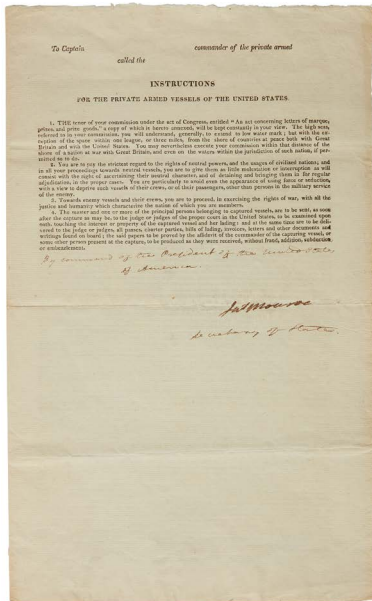 To Captain commander of the private armed
called the
INSTRUCTIONS
FOR THE PRIVATE ARMED VESSELS OF THE UNITED STATES.
1. THE tenor of your commission under the act of Congress, entitled "An act concerning letters of marque,
prizes, and prize goods," a copy of which is hereto annexed, will be kept constantly in your view. The high seas,
referred to in your commission, you will understand, generally, to extend to low water mark; but with the ex-
ception of the space within one league, or three miles, from the shore of countries at peace both with Great
Britain and with the United States. You may nevertheless execute your commission within that distance of the
shore of a nation at war with Great Britain, and even on the waters within the jurisdiction of such nation, if per-
mitted so to do.
2. You are to pay the strictest regard to the rights of neutral powers, and the usages of civilized nations; and
in all your proceedings towards neutral vessels, you are to give them as little molestation or interruption as will
consist with the right of ascertaining their neutral character, and of detaining and bringing them in for regular
adjudication, in the proper cases. You are particularly to avoid even the appearance of using force or seduction,
with a view to deprive such vessels of their crews, or of their passengers, other than persons in the military service
of the enemy.
3. Towards enemy vessels and their crews, you are to proceed, in exercising the rights of war, with all the
justice and humanity which characterize the nation of which you are members.
4. The master and one or more of the principal persons belonging to captured vessels, are to be sent, as soon
after the capture as may be, to the judge or judges of the proper court in the United States, to be examined upon
oath, touching the interest or property of the captured vessel and her lading: and at the same time are to be deli-
vered to the judge or judges, all passes, charter parties, bills of lading, invoices, letters and other documents and
writings found on board; the said papers to be proved by the affidavit of the commander of the capturing vessel, or
some other person present at the capture, to be produced as they were received, without fraud, addition, subduction
or embezzlement.
By command of the President of the United States
of America.
Jas Monroe
Secretary of State.